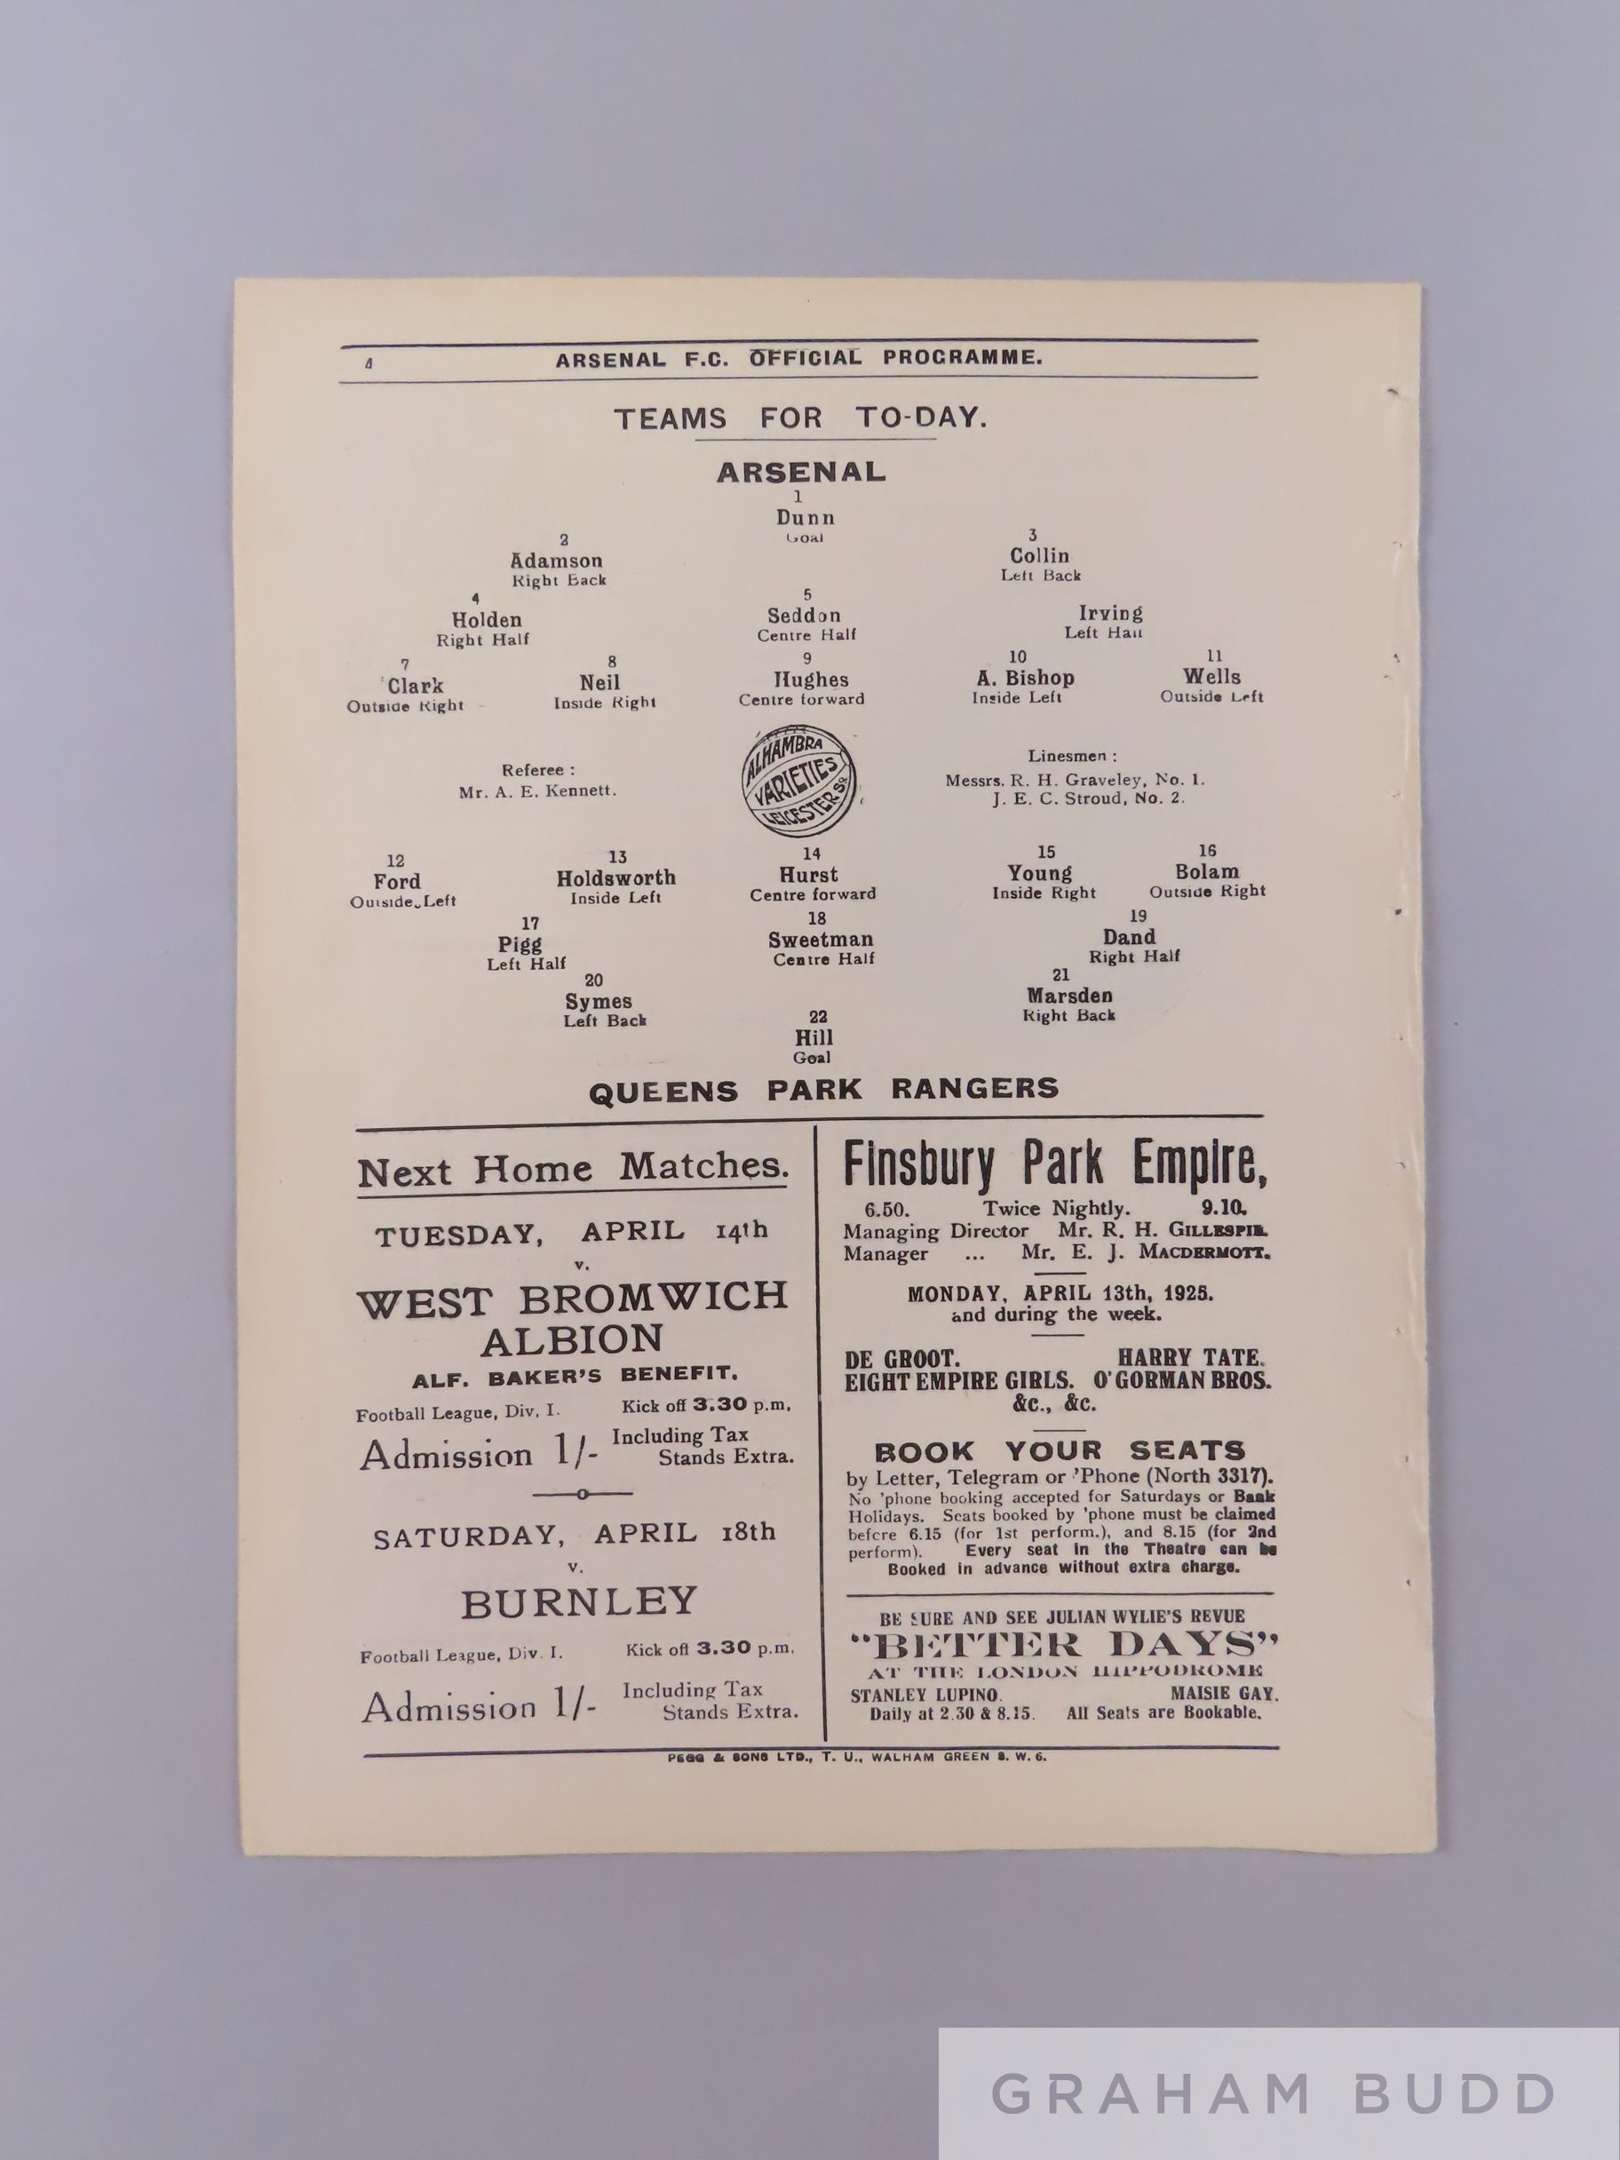 4 ARSENAL F.C. OFFICIAL PROGRAMME.
TEAMS FOR TO-DAY.
ARSENAL
1
Dunn
Goal
2 3
Adamson Collin
Right Back Left Back
4 5
Holden Seddon Irving
Right Half Centre Half Left Half
7 8 9 10 11
Clark Neil Hughes A. Bishop Wells
Outside Right Inside Right Centre forward Inside Left Outside Left
Referee :
Mr. A. E. Kennett.
ALHAMBRA
VARIETIES
LEICESTER SQ
Linesmen :
Messrs. R. H. Graveley, No. 1.
J. E. C. Stroud, No. 2.
12 13 14 15 16
Ford Holdsworth Hurst Young Bolam
Outside Left Inside Left Centre forward Inside Right Outside Right
17 18 19
Pigg Sweetman Dand
Left Half Centre Half Right Half
20 21
Symes Marsden
Left Back Right Back
22
Hill
Goal
QUEENS PARK RANGERS
Next Home Matches.
TUESDAY, APRIL 14th
v.
WEST BROMWICH
ALBION
ALF. BAKER'S BENEFIT.
Football League, Div. I. Kick off 3.30 p.m.
Admission 1/- Including Tax
Stands Extra.
SATURDAY, APRIL 18th
v.
BURNLEY
Football League, Div. I. Kick off 3.30 p.m.
Admission 1/- Including Tax
Stands Extra.
Finsbury Park Empire,
6.50. Twice Nightly. 9.10.
Managing Director Mr. R. H. GILLESPIE.
Manager ... Mr. E. J. MACDERMOTT.
MONDAY, APRIL 13th, 1925.
and during the week.
DE GROOT. HARRY TATE.
EIGHT EMPIRE GIRLS. O'GORMAN BROS.
&c., &c.
BOOK YOUR SEATS
by Letter, Telegram or 'Phone (North 3317).
No 'phone booking accepted for Saturdays or Bank
Holidays. Seats booked by 'phone must be claimed
before 6.15 (for 1st perform.), and 8.15 (for 2nd
perform). Every seat in the Theatre can be
Booked in advance without extra charge.
BE SURE AND SEE JULIAN WYLIE'S REVUE
"BETTER DAYS"
AT THE LONDON HIPPODROME
STANLEY LUPINO. MAISIE GAY.
Daily at 2.30 & 8.15. All Seats are Bookable.
PEGG & SONS LTD., T. U., WALHAM GREEN S. W. 6.
GRAHAM BUDD